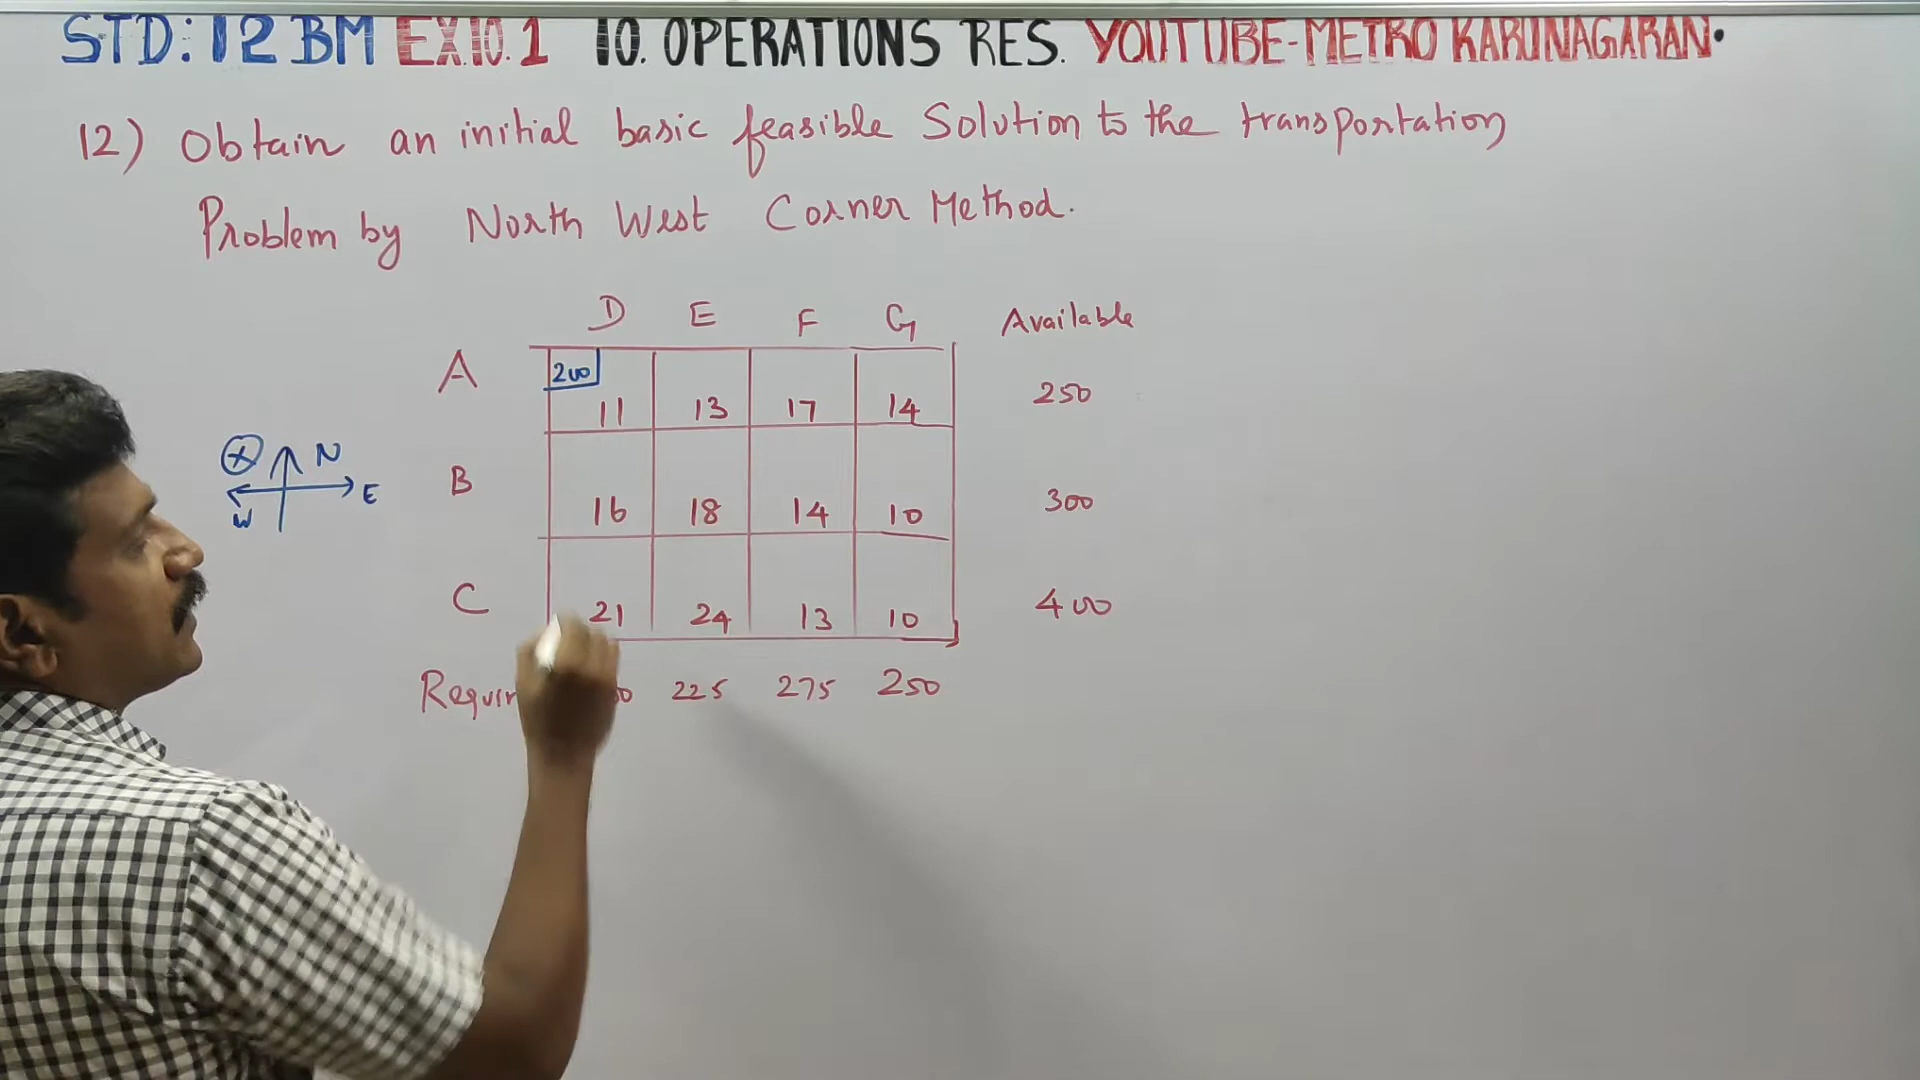 STD: 12 BM EX.10.1 10. OPERATIONS RES. YOUTUBE-METRO KARUNAGARAN.
12) Obtain an initial basic feasible Solution to the transportation
Problem by North West Corner Method.
D E F G Available
A 200 11 13 17 14 250
N
W E
B 16 18 14 10 300
C 21 24 13 10 400
225 275 250